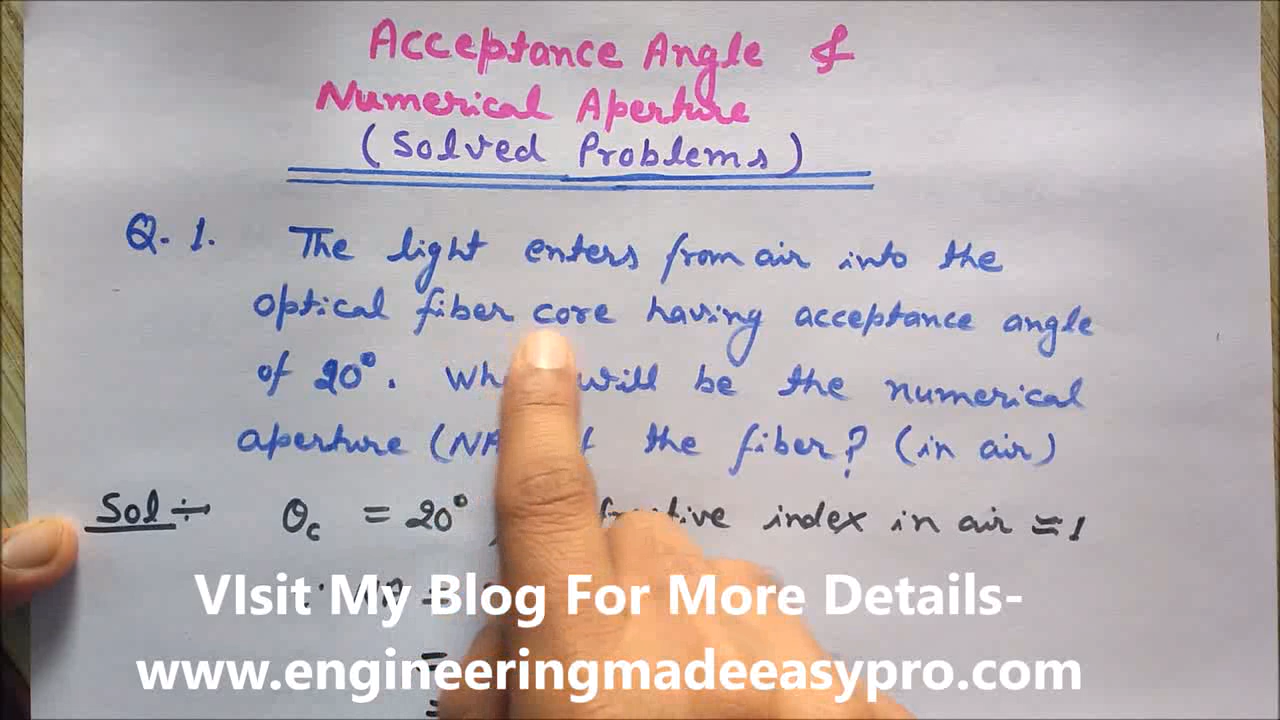 Acceptance Angle &
Numerical Aperture
(Solved Problems)
Q. 1. The light enters from air into the
optical fiber core having acceptance angle
of 20°. will be the numerical
aperture (NA the fiber? (in air)
Sol ÷ θc = 20° index in air ≃ 1
VIsit My Blog For More Details-
www.engineeringmadeeasypro.com